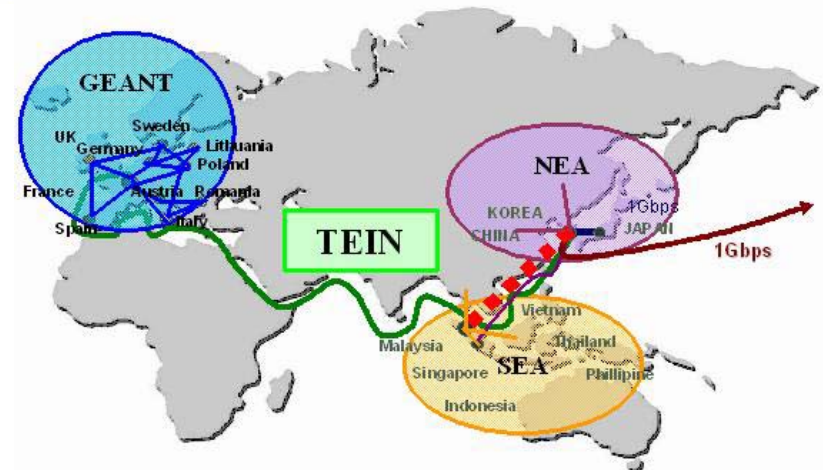 GEANT
Sweden
UK
Germany
Lithuania
Poland
France
Austria
Romania
Spain
Italy
TEIN
NEA
KOREA
1Gbps
CHINA
JAPAN
1Gbps
Vietnam
Malaysia
Thailand
Singapore
SEA
Phillipine
Indonesia